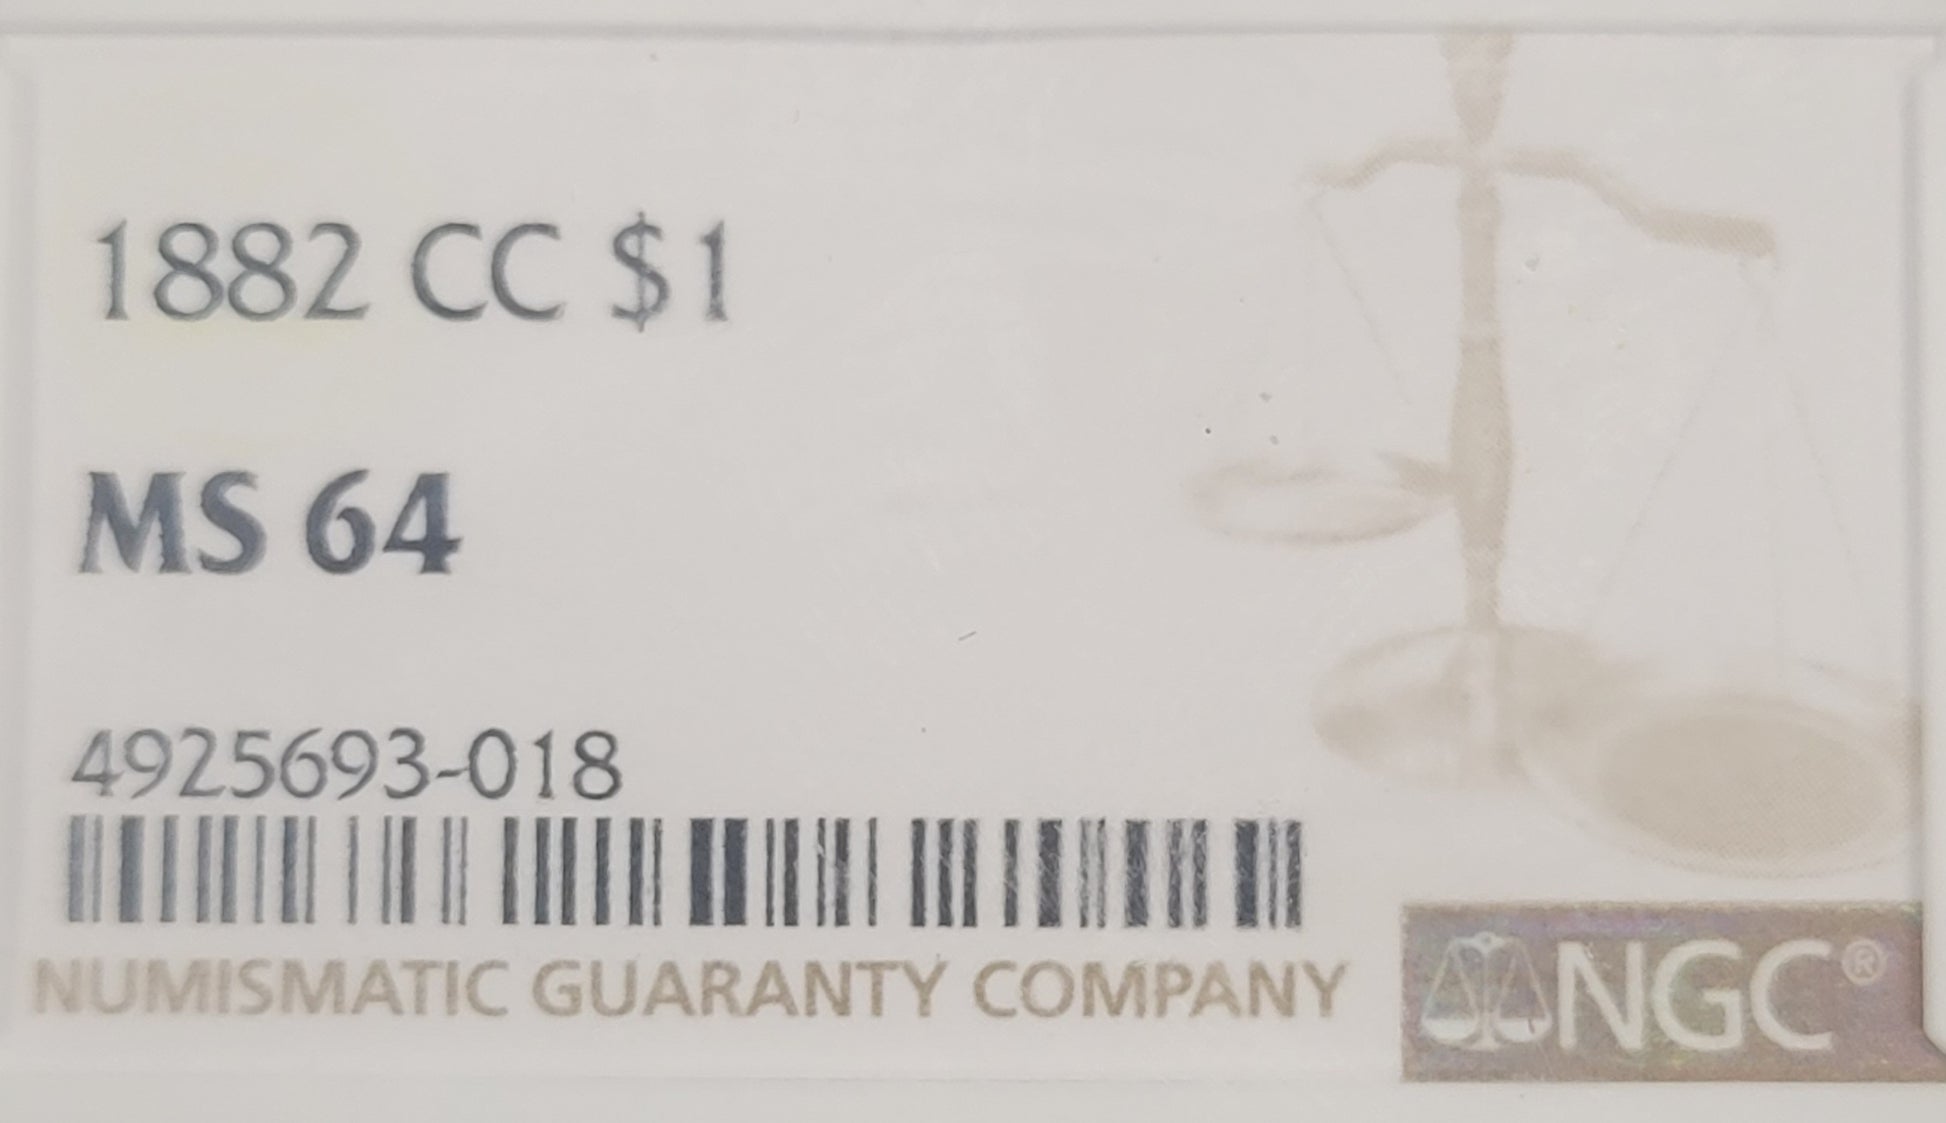 1882 CC $1
MS 64
4925693-018
NUMISMATIC GUARANTY COMPANY
NGC®